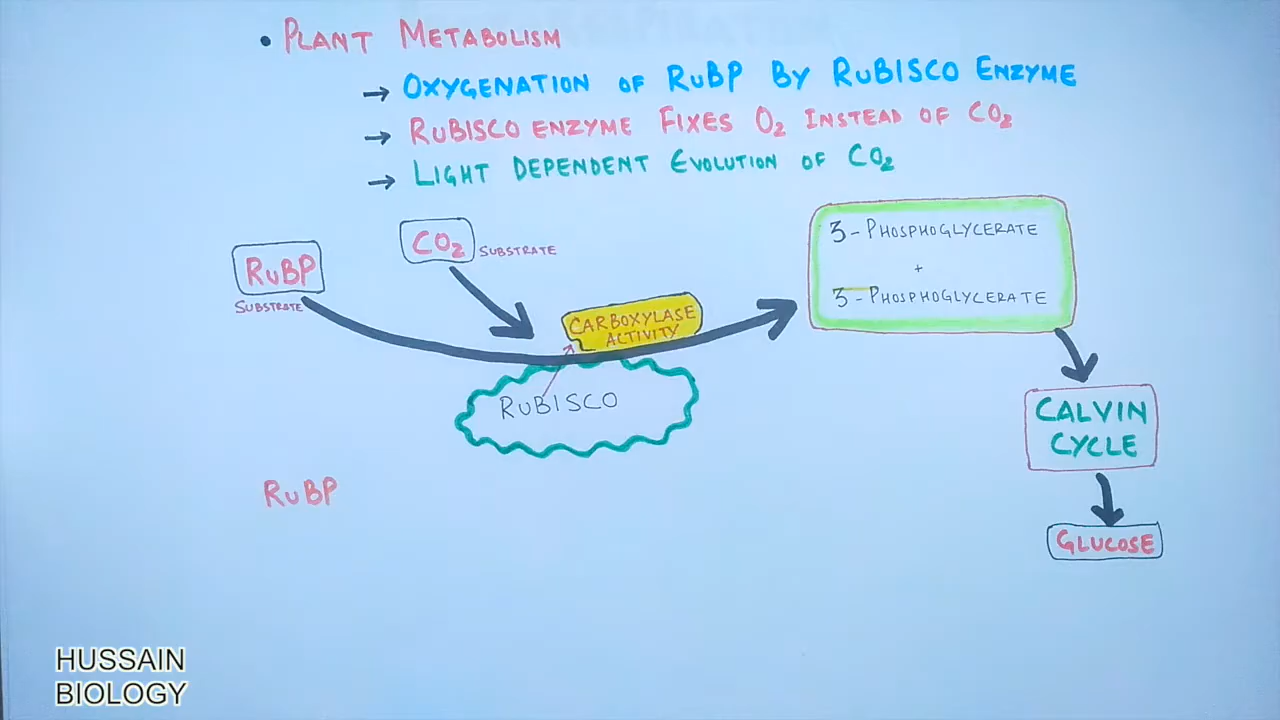 • PLANT METABOLISM
→ OXYGENATION OF RuBP BY RuBISCO ENZYME
→ RuBISCO ENZYME FIXES O₂ INSTEAD OF CO₂
→ LIGHT DEPENDENT EVOLUTION OF CO₂
CO₂ SUBSTRATE
RuBP
SUBSTRATE
3-PHOSPHOGLYCERATE
+
3-PHOSPHOGLYCERATE
CARBOXYLASE
ACTIVITY
RuBISCO
CALVIN
CYCLE
RuBP
GLUCOSE
HUSSAIN
BIOLOGY